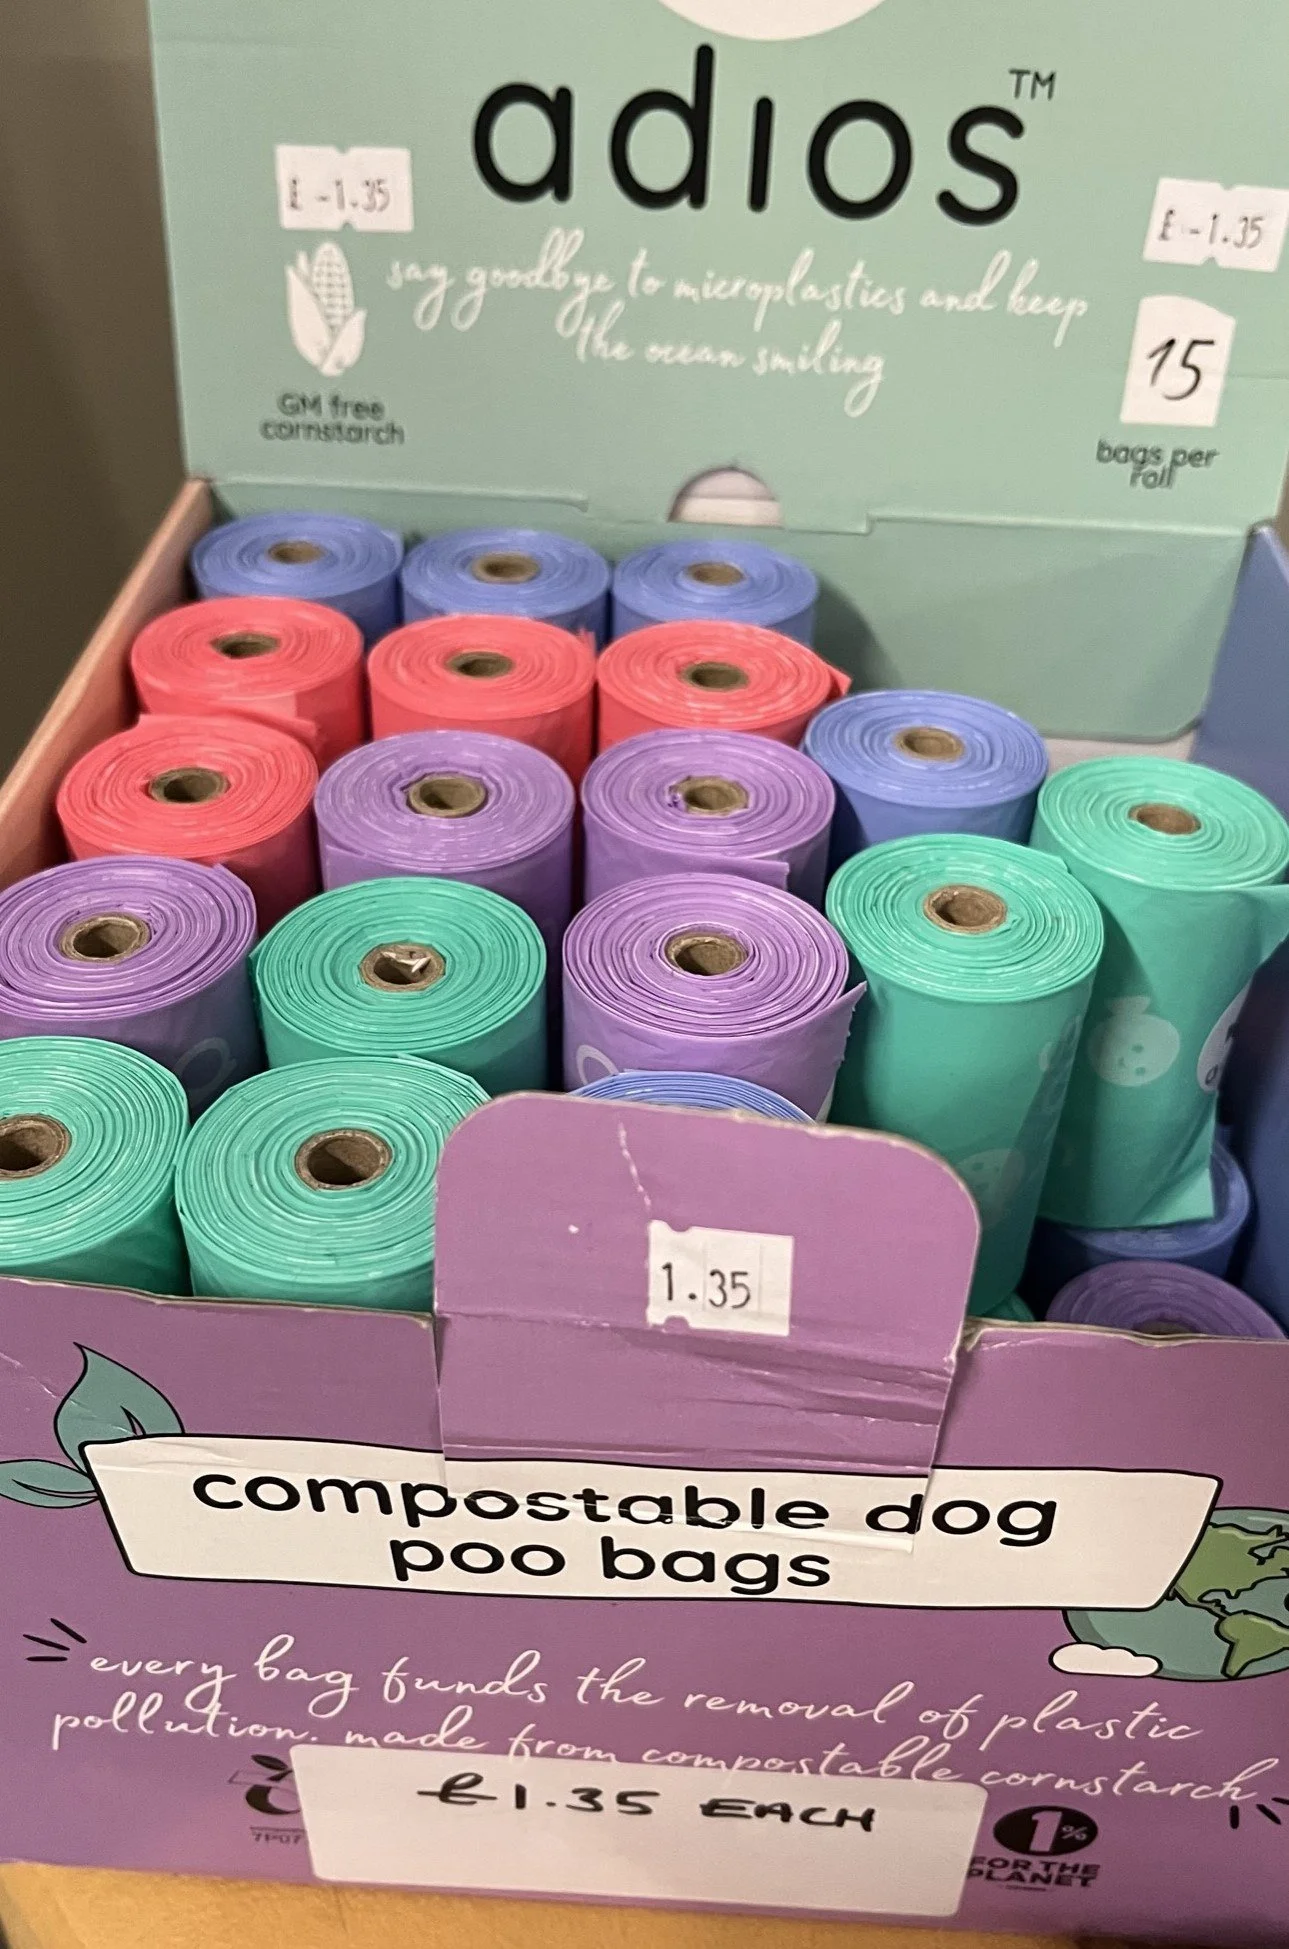 adios™
£-1.35
£-1.35
say goodbye to microplastics and keep
the ocean smiling
15
GM free
cornstarch
bags per
roll
1.35
compostable dog
poo bags
every bag funds the removal of plastic
pollution. made from compostable cornstarch
£1.35 EACH
7P07
1%
FOR THE
PLANET